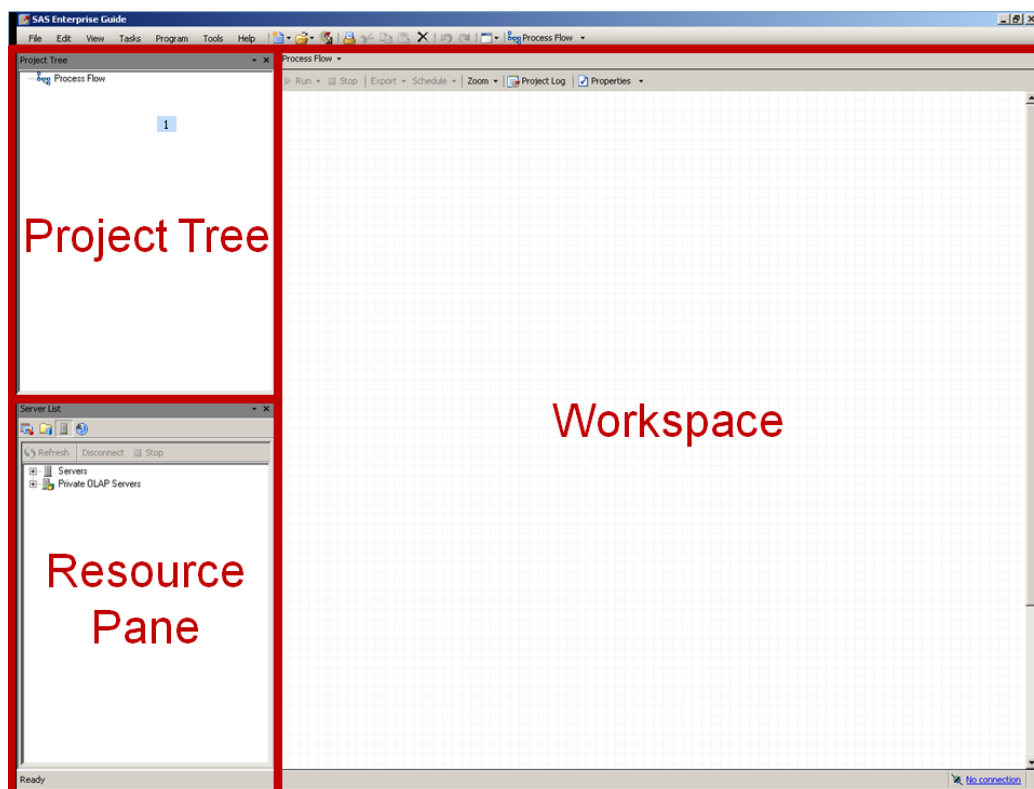 SAS Enterprise Guide
File Edit View Tasks Program Tools Help Process Flow
Project Tree
Process Flow
1
Project Tree
Server List
Refresh Disconnect Stop
Servers
Private OLAP Servers
Resource
Pane
Process Flow
Run Stop Export Schedule Zoom Project Log Properties
Workspace
Ready
No connection